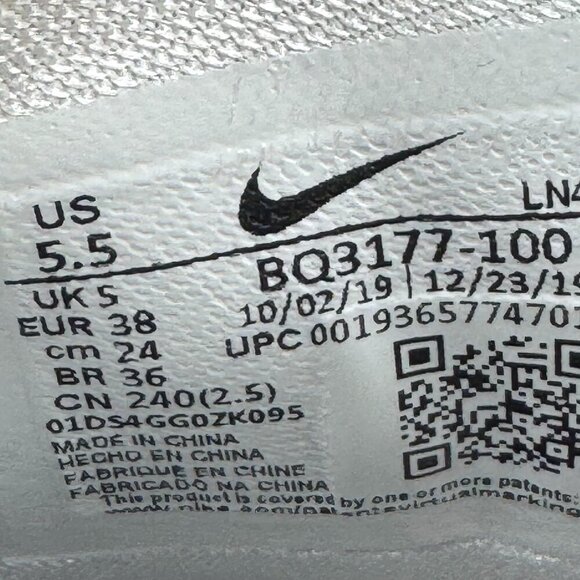 US
5.5
LN4
BQ3177-100
UK 5
10/02/19 | 12/23/19
EUR 38
UPC 0019365774701
cm 24
BR 36
CN 240(2.5)
01DS4GG0ZK095
MADE IN CHINA
HECHO EN CHINA
FABRIQUE EN CHINE
FABRICADO NA CHINA
This product is covered by one or more patents: